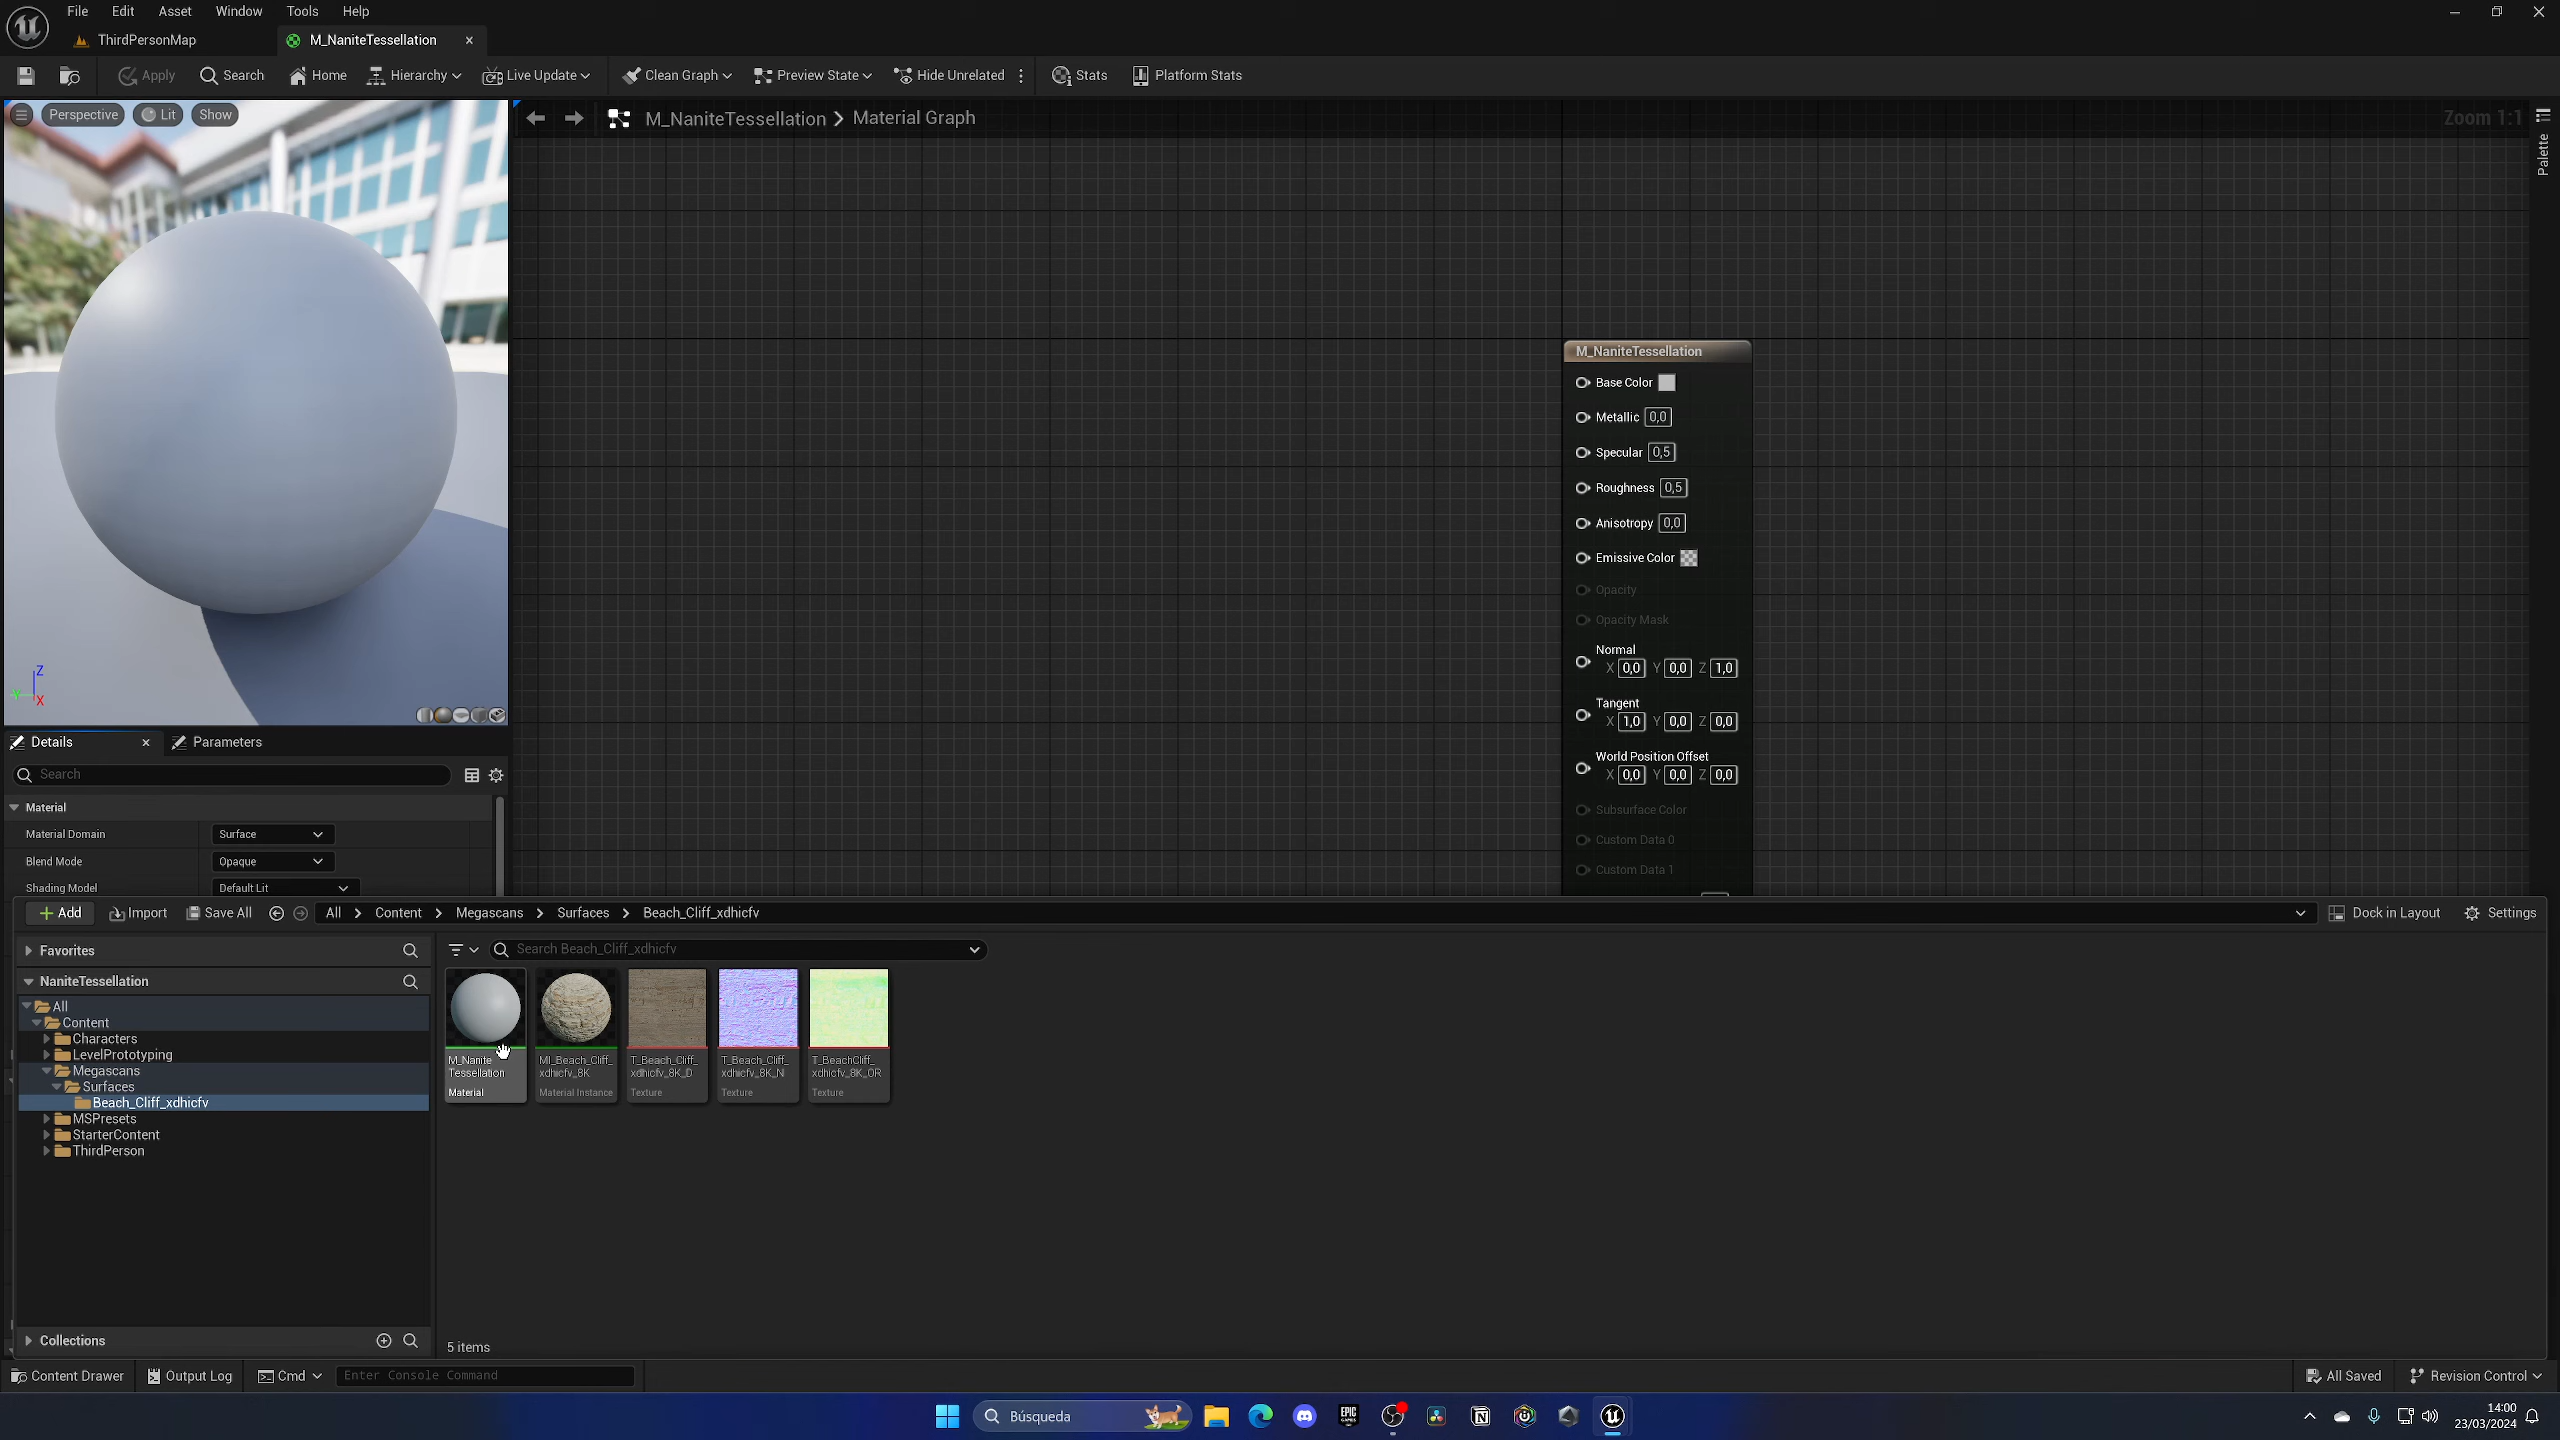 File Edit Asset Window Tools Help
ThirdPersonMap M_NaniteTessellation
Apply Search Home Hierarchy Live Update Clean Graph Preview State Hide Unrelated Stats Platform Stats
Perspective Lit Show
M_NaniteTessellation Material Graph Zoom 1:1
Palette
M_NaniteTessellation
Base Color
Metallic 0,0
Specular 0,5
Roughness 0,5
Anisotropy 0,0
Emissive Color
Opacity
Opacity Mask
Normal
X 0,0 Y 0,0 Z 1,0
Tangent
X 1,0 Y 0,0 Z 0,0
World Position Offset
X 0,0 Y 0,0 Z 0,0
Subsurface Color
Custom Data 0
Custom Data 1
Z
Y
X
Details Parameters
Search
Material
Material Domain Surface
Blend Mode Opaque
Shading Model Default Lit
Add Import Save All All Content Megascans Surfaces Beach_Cliff_xdhicfv Dock in Layout Settings
Favorites
Search Beach_Cliff_xdhicfv
NaniteTessellation
All
Content
Characters
LevelPrototyping
Megascans
Surfaces
Beach_Cliff_xdhicfv
MSPresets
StarterContent
ThirdPerson
M_Nanite
Tessellation
Material
MI_Beach_Cliff_
xdhicfv_8K
Material Instance
T_Beach_Cliff_
xdhicfv_8K_D
Texture
T_Beach_Cliff_
xdhicfv_8K_N
Texture
T_BeachCliff_
xdhicfv_8K_OR
Texture
Collections
5 items
Content Drawer Output Log Cmd Enter Console Command All Saved Revision Control
Búsqueda
EPIC
GAMES
14:00
23/03/2024